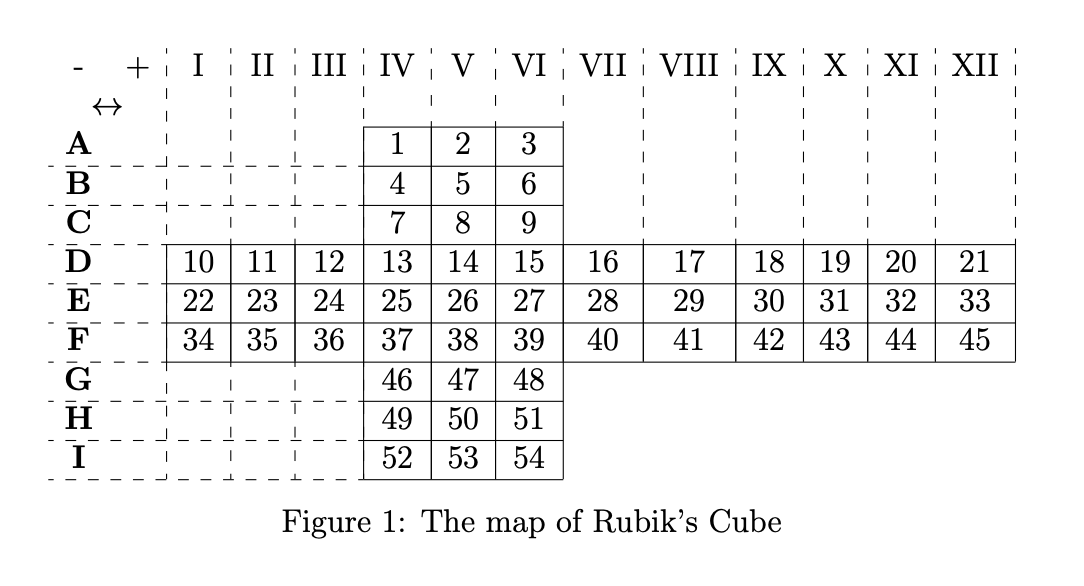 - + I II III IV V VI VII VIII IX X XI XII
↔
A 1 2 3
B 4 5 6
C 7 8 9
D 10 11 12 13 14 15 16 17 18 19 20 21
E 22 23 24 25 26 27 28 29 30 31 32 33
F 34 35 36 37 38 39 40 41 42 43 44 45
G 46 47 48
H 49 50 51
I 52 53 54
Figure 1: The map of Rubik's Cube